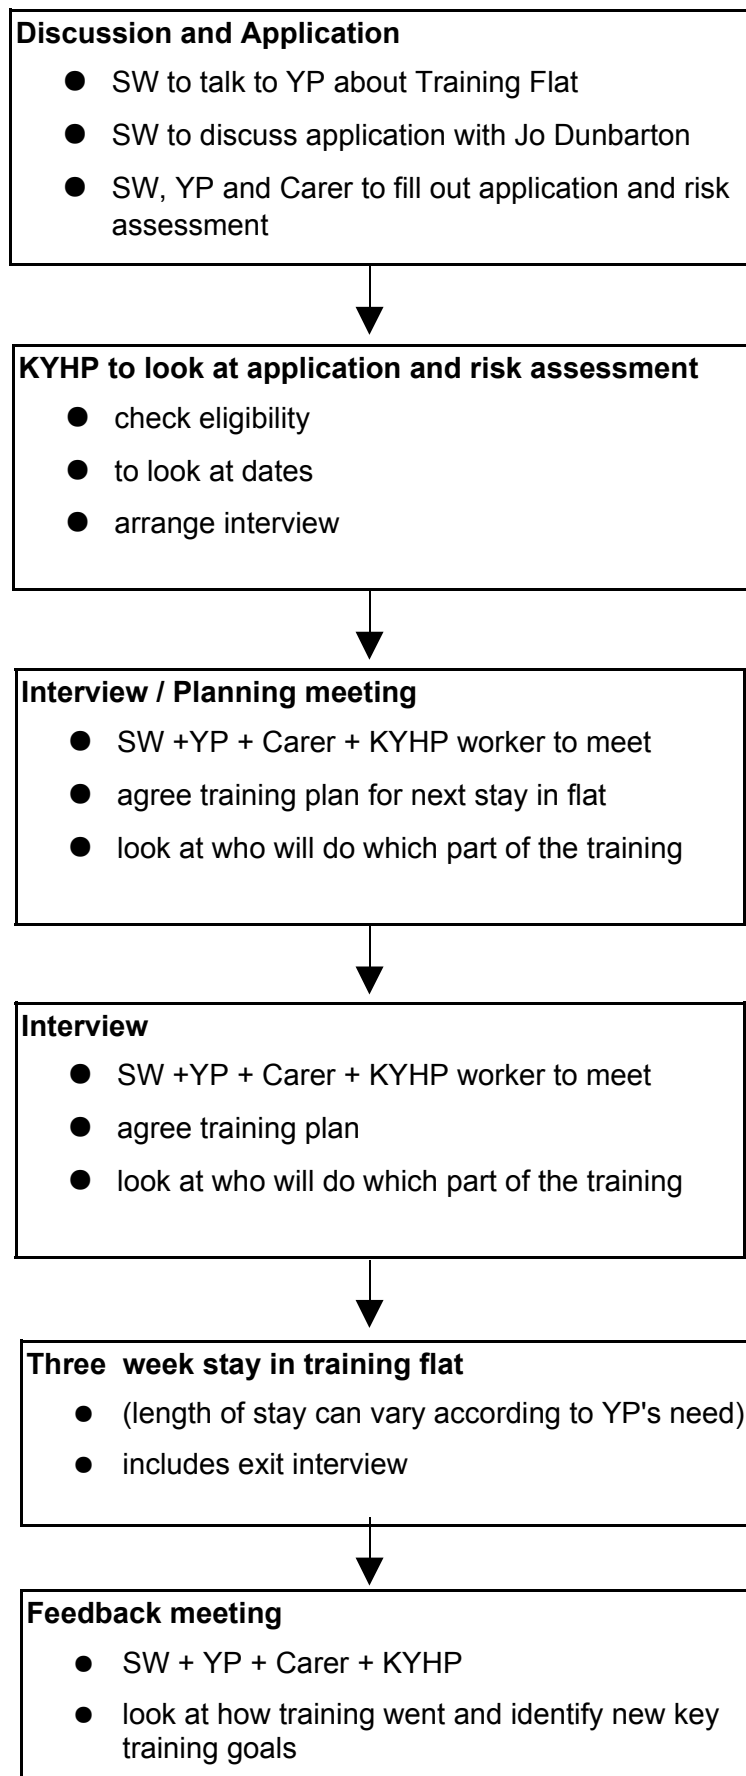 Discussion and Application
● SW to talk to YP about Training Flat
● SW to discuss application with Jo Dunbarton
● SW, YP and Carer to fill out application and risk
assessment
KYHP to look at application and risk assessment
● check eligibility
● to look at dates
● arrange interview
Interview / Planning meeting
● SW +YP + Carer + KYHP worker to meet
● agree training plan for next stay in flat
● look at who will do which part of the training
Interview
● SW +YP + Carer + KYHP worker to meet
● agree training plan
● look at who will do which part of the training
Three week stay in training flat
● (length of stay can vary according to YP's need)
● includes exit interview
Feedback meeting
● SW + YP + Carer + KYHP
● look at how training went and identify new key
training goals